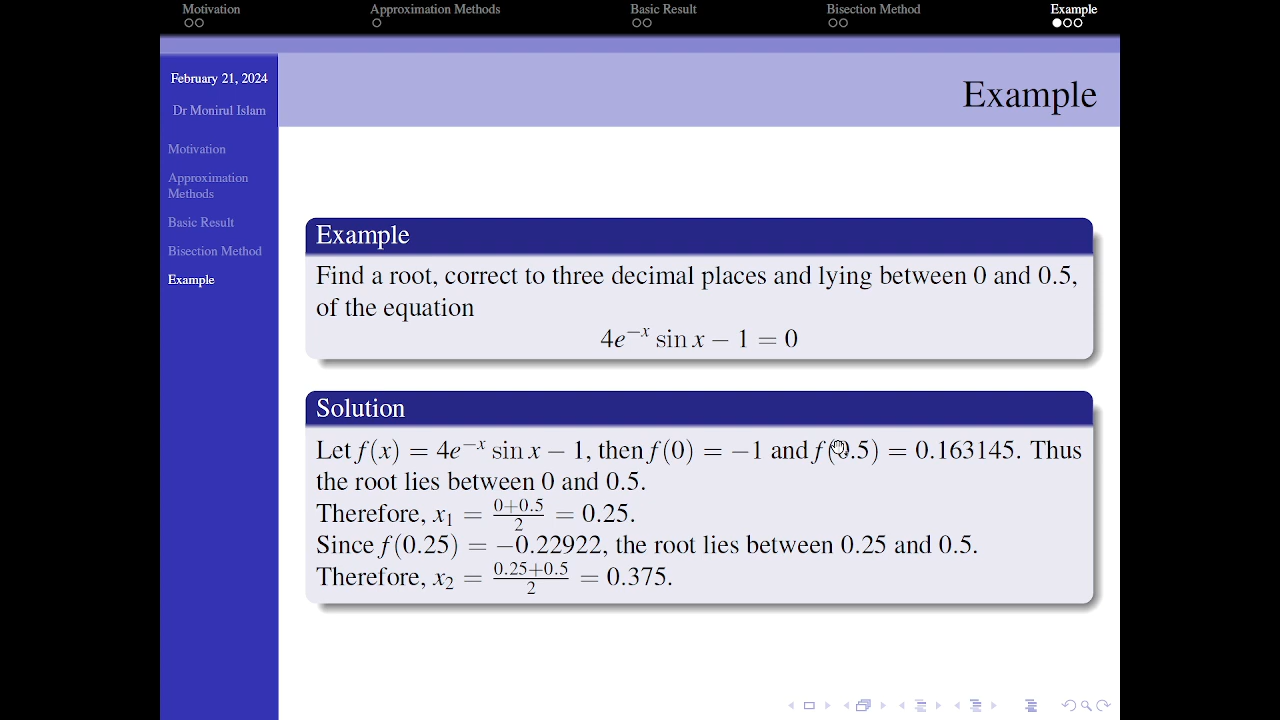 Motivation
Approximation Methods
Basic Result
Bisection Method
Example
February 21, 2024
Dr Monirul Islam
Motivation
Approximation
Methods
Basic Result
Bisection Method
Example
Example
Example
Find a root, correct to three decimal places and lying between 0 and 0.5,
of the equation
$4e^{-x} \sin x - 1 = 0$
Solution
Let $f(x) = 4e^{-x} \sin x - 1$, then $f(0) = -1$ and $f(0.5) = 0.163145$. Thus
the root lies between 0 and 0.5.
Therefore, $x_1 = \frac{0+0.5}{2} = 0.25$.
Since $f(0.25) = -0.22922$, the root lies between 0.25 and 0.5.
Therefore, $x_2 = \frac{0.25+0.5}{2} = 0.375$.